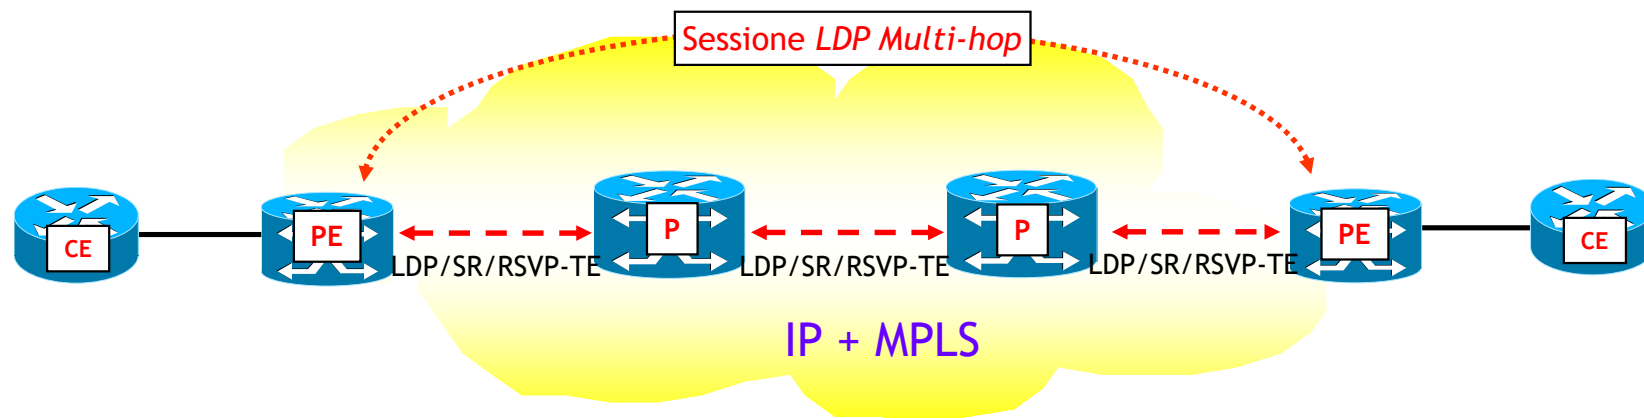 Sessione LDP Multi-hop
CE
PE
P
P
PE
CE
LDP/SR/RSVP-TE
LDP/SR/RSVP-TE
LDP/SR/RSVP-TE
IP + MPLS